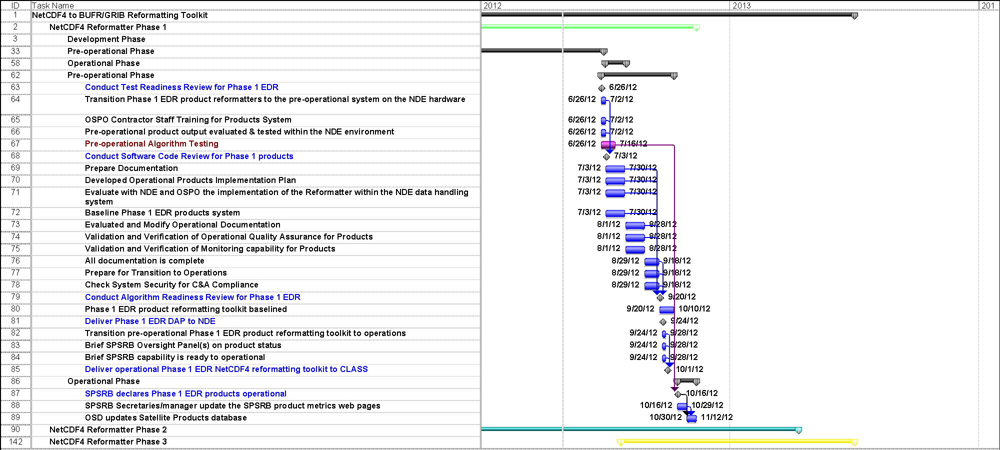 ID Task Name 2012 2013 201
1 NetCDF4 to BUFR/GRIB Reformatting Toolkit
2 NetCDF4 Reformatter Phase 1
3 Development Phase
33 Pre-operational Phase
58 Operational Phase
62 Pre-operational Phase
63 Conduct Test Readiness Review for Phase 1 EDR 6/26/12
64 Transition Phase 1 EDR product reformatters to the pre-operational system on the NDE hardware 6/26/12 7/2/12
65 OSPO Contractor Staff Training for Products System 6/26/12 7/2/12
66 Pre-operational product output evaluated & tested within the NDE environment 6/26/12 7/2/12
67 Pre-operational Algorithm Testing 6/26/12 7/16/12
68 Conduct Software Code Review for Phase 1 products 7/3/12
69 Prepare Documentation 7/3/12 7/30/12
70 Developed Operational Products Implementation Plan 7/3/12 7/30/12
71 Evaluate with NDE and OSPO the implementation of the Reformatter within the NDE data handling 7/3/12 7/30/12
system
72 Baseline Phase 1 EDR products system 7/3/12 7/30/12
73 Evaluated and Modify Operational Documentation 8/1/12 8/28/12
74 Validation and Verification of Operational Quality Assurance for Products 8/1/12 8/28/12
75 Validation and Verification of Monitoring capability for Products 8/1/12 8/28/12
76 All documentation is complete 8/29/12 9/18/12
77 Prepare for Transition to Operations 8/29/12 9/18/12
78 Check System Security for C&A Compliance 8/29/12 9/18/12
79 Conduct Algorithm Readiness Review for Phase 1 EDR 9/20/12
80 Phase 1 EDR product reformatting toolkit baselined 9/20/12 10/10/12
81 Deliver Phase 1 EDR DAP to NDE 9/24/12
82 Transition pre-operational Phase 1 EDR product reformatting toolkit to operations 9/24/12 9/28/12
83 Brief SPSRB Oversight Panel(s) on product status 9/24/12 9/28/12
84 Brief SPSRB capability is ready to operational 9/24/12 9/28/12
85 Deliver operational Phase 1 EDR NetCDF4 reformatting toolkit to CLASS 10/1/12
86 Operational Phase
87 SPSRB declares Phase 1 EDR products operational 10/16/12
88 SPSRB Secretaries/manager update the SPSRB product metrics web pages 10/16/12 10/29/12
89 OSD updates Satellite Products database 10/30/12 11/12/12
90 NetCDF4 Reformatter Phase 2
142 NetCDF4 Reformatter Phase 3